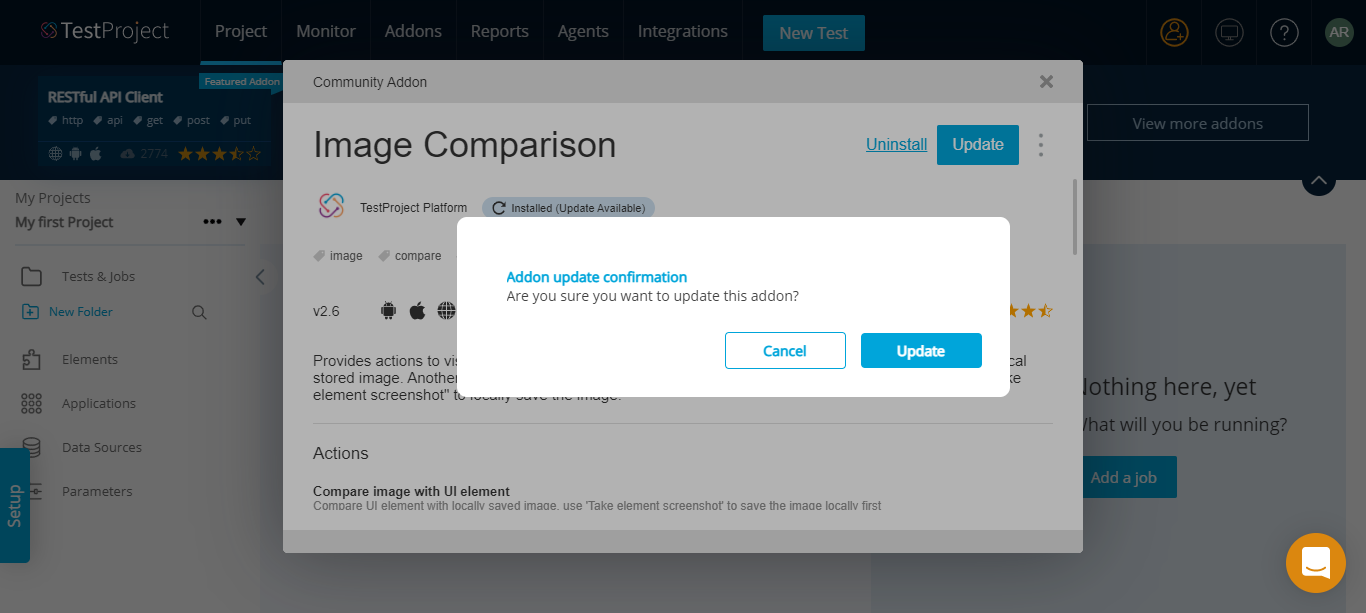 TestProject
Project
Monitor
Addons
Reports
Agents
Integrations
New Test
AR
Featured Addon
RESTful API Client
http api get post put
2774
View more addons
Community Addon
Image Comparison
Uninstall
Update
TestProject Platform
Installed (Update Available)
image compare
v2.6
Addon update confirmation
Are you sure you want to update this addon?
Cancel
Update
Provides actions to
stored image. Another
element screenshot" to locally save the image.
Actions
Compare image with UI element
Compare UI element with locally saved image, use 'Take element screenshot' to save the image locally first
My Projects
My first Project
Tests & Jobs
New Folder
Elements
Applications
Data Sources
Parameters
Setup
Nothing here, yet
What will you be running?
Add a job